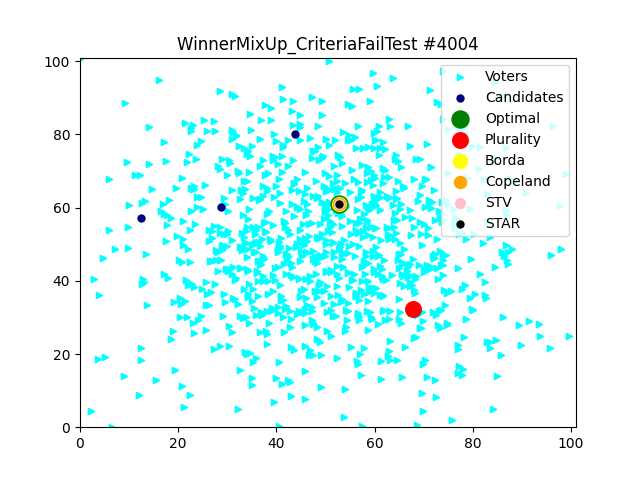 WinnerMixUp_CriteriaFailTest #4004
100
80
60
40
20
0
0
20
40
60
80
100
Voters
Candidates
Optimal
Plurality
Borda
Copeland
STV
STAR